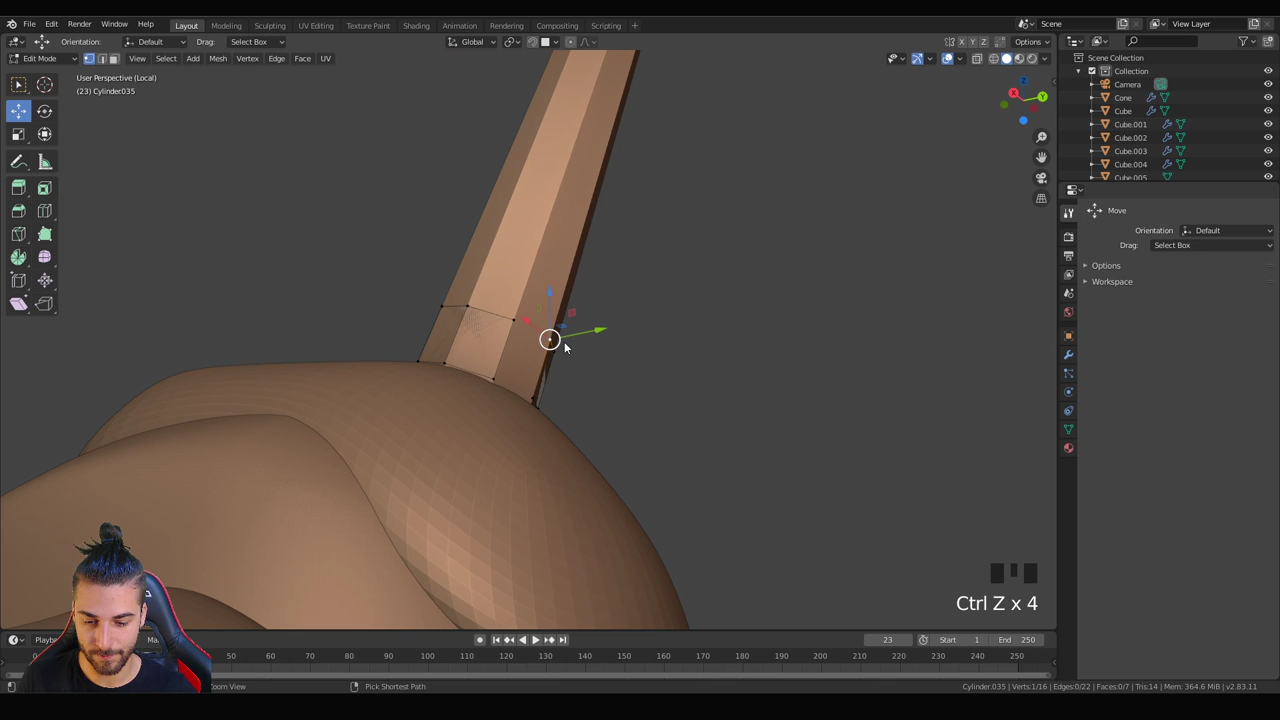 File Edit Render Window Help Layout Modeling Sculpting UV Editing Texture Paint Shading Animation Rendering Compositing Scripting + Scene View Layer
Orientation: Default Drag: Select Box Global X Y Z Options
Edit Mode View Select Add Mesh Vertex Edge Face UV
User Perspective (Local)
(23) Cylinder.035
Scene Collection
Collection
Camera
Cone
Cube
Cube.001
Cube.002
Cube.003
Cube.004
Cube.005
Z
X
Y
Move
Orientation Default
Drag: Select Box
Options
Workspace
Ctrl Z x 4
23 Start 1 End 250
50 60 70 80 90 100 110 120 130 140 150 160 170 180 190 200 210 220 230 240 250
Zoom View Pick Shortest Path Cylinder.035 | Verts:1/16 | Edges:0/22 | Faces:0/7 | Tris:14 | Mem: 364.6 MiB | v2.83.11